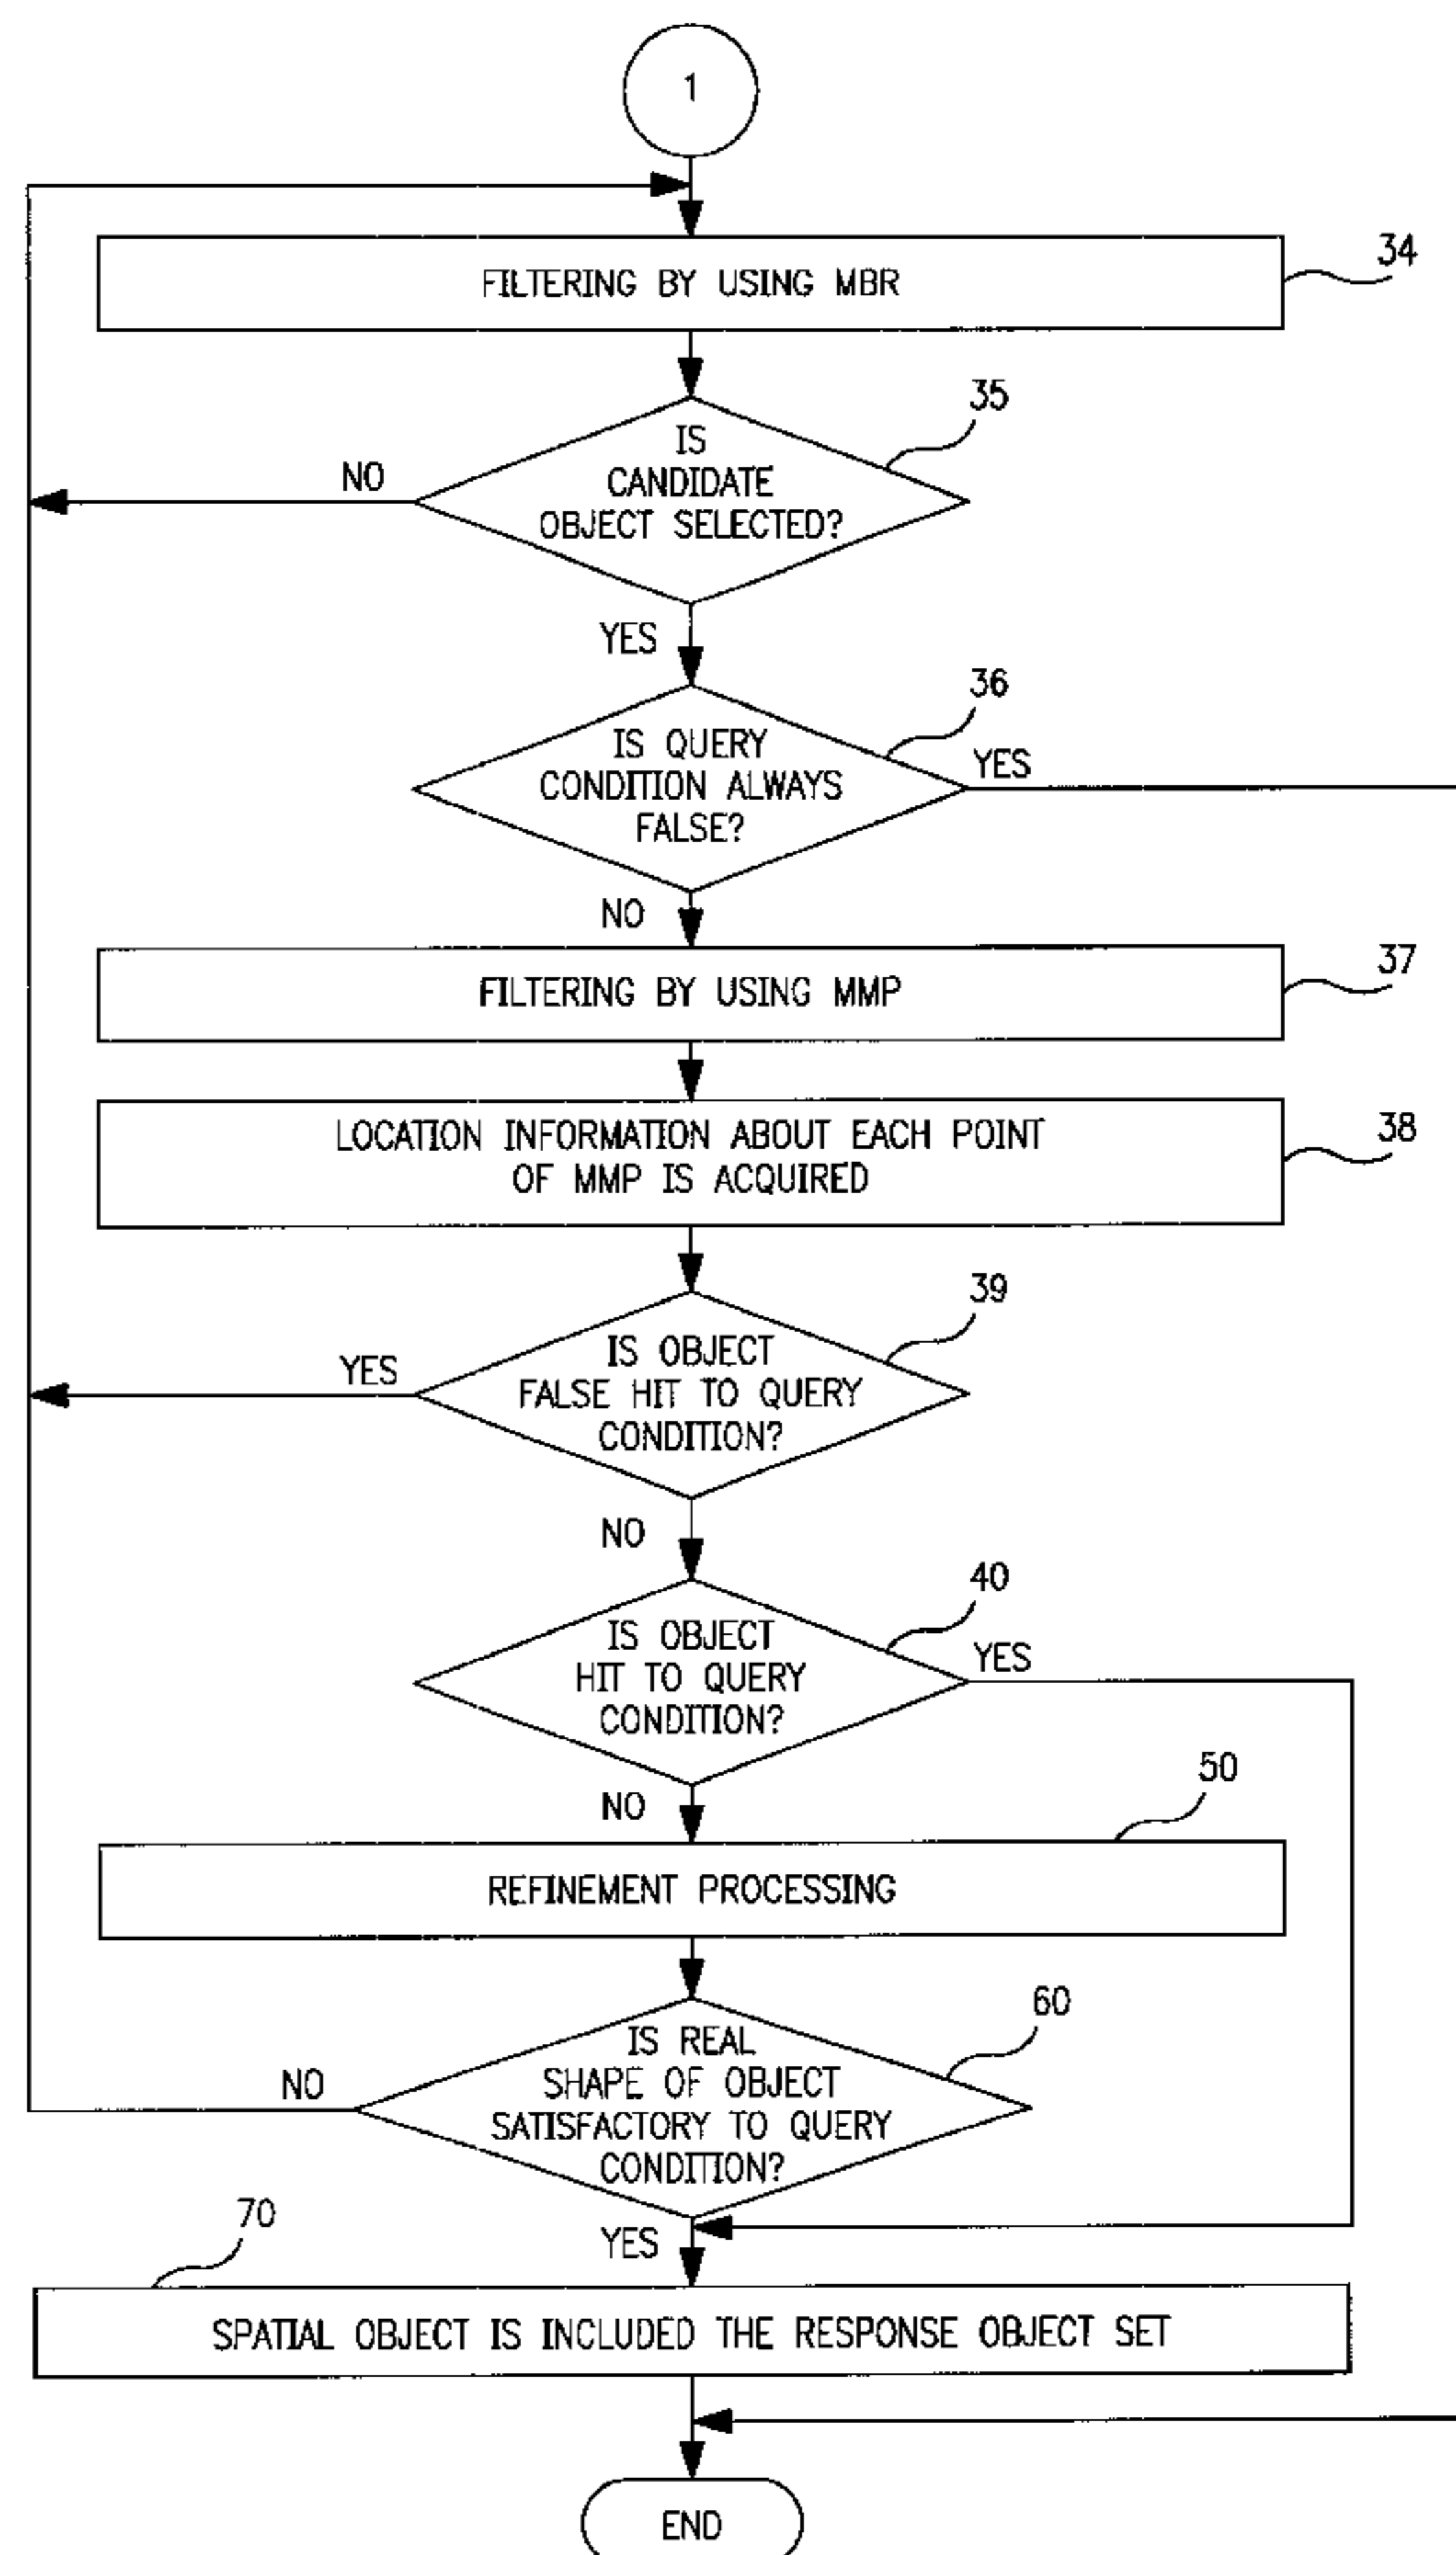 1
FILTERING BY USING MBR
34
35
IS
CANDIDATE
OBJECT SELECTED?
NO
YES
36
IS QUERY
CONDITION ALWAYS
FALSE?
YES
NO
FILTERING BY USING MMP
37
LOCATION INFORMATION ABOUT EACH POINT
OF MMP IS ACQUIRED
38
39
IS OBJECT
FALSE HIT TO QUERY
CONDITION?
YES
NO
40
IS OBJECT
HIT TO QUERY
CONDITION?
YES
NO
50
REFINEMENT PROCESSING
60
IS REAL
SHAPE OF OBJECT
SATISFACTORY TO QUERY
CONDITION?
NO
YES
70
SPATIAL OBJECT IS INCLUDED THE RESPONSE OBJECT SET
END